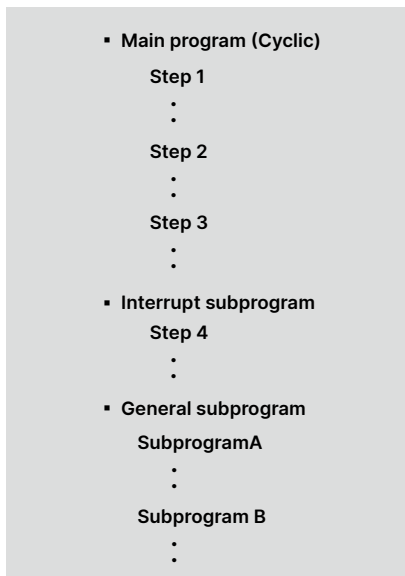 ▪ Main program (Cyclic)
Step 1
•
•
Step 2
•
•
Step 3
•
•
▪ Interrupt subprogram
Step 4
•
•
▪ General subprogram
SubprogramA
•
•
Subprogram B
•
•